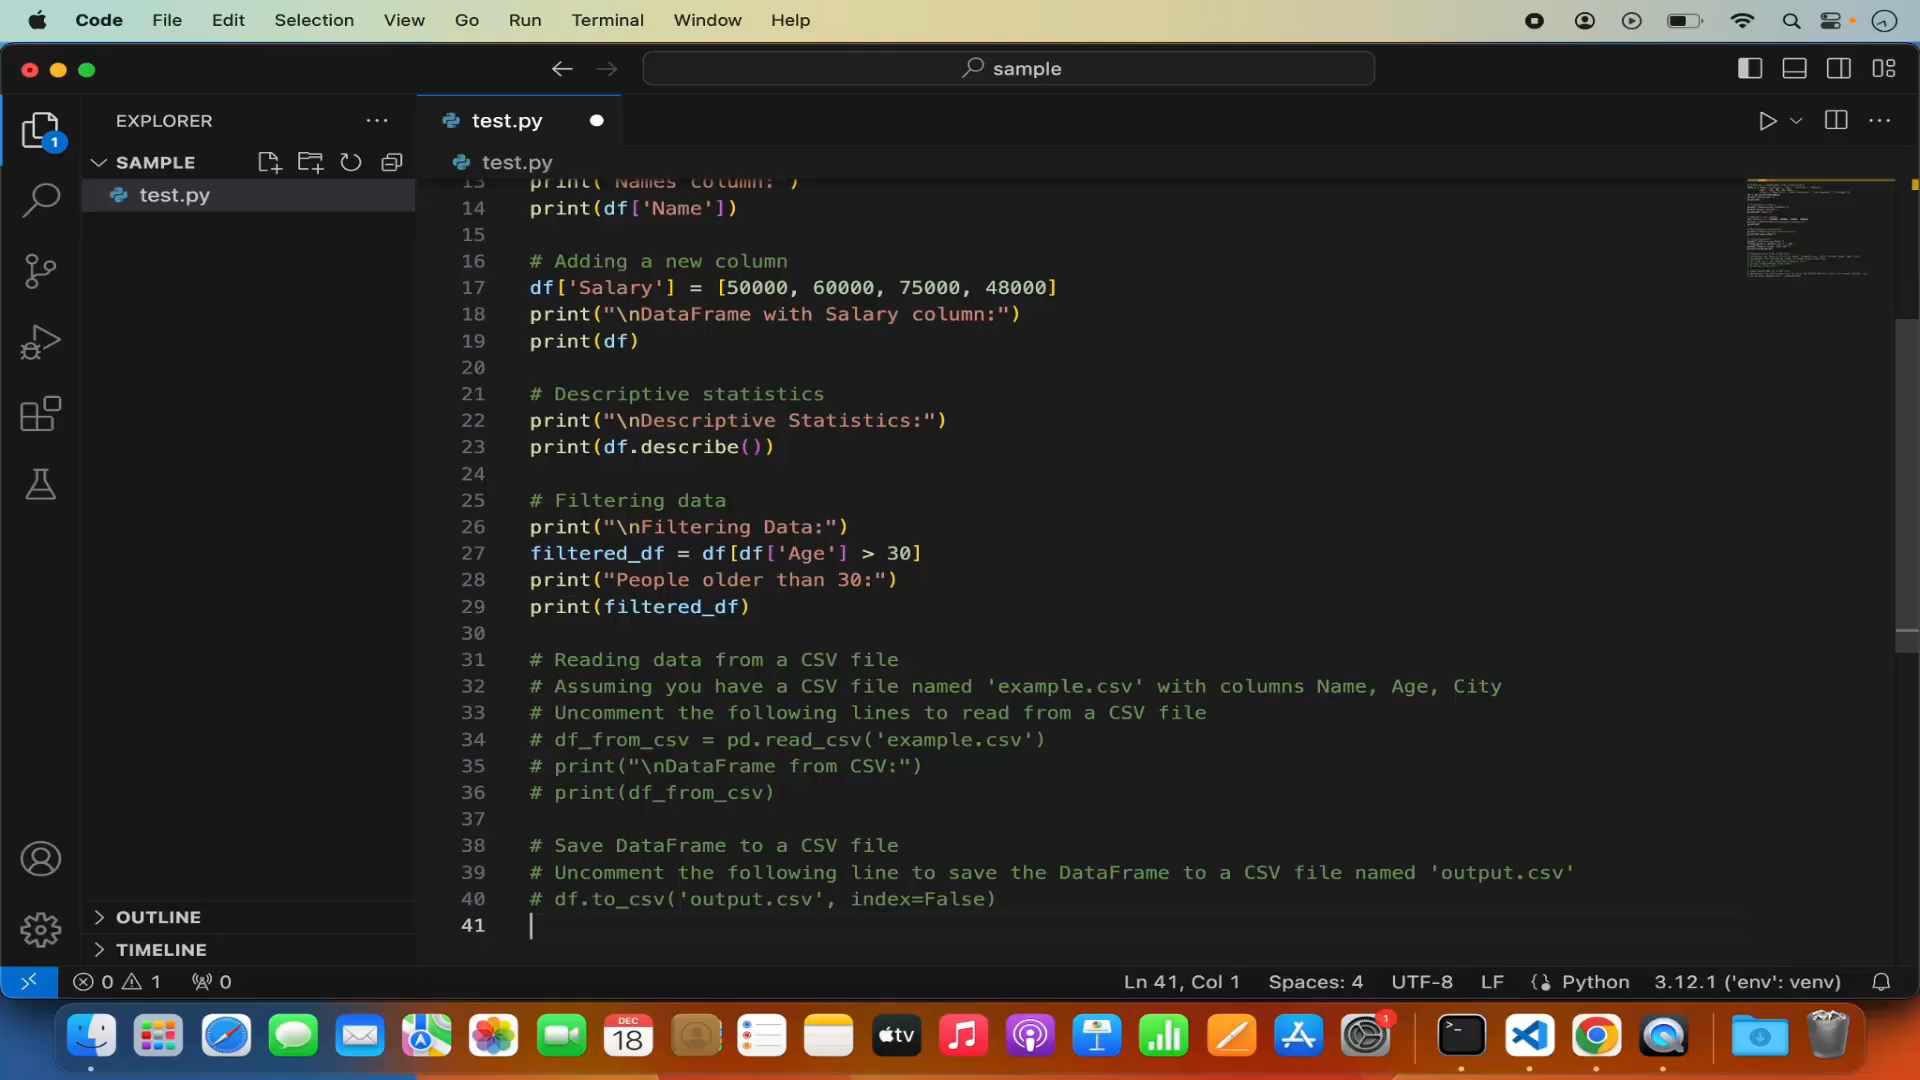 Code File Edit Selection View Go Run Terminal Window Help
sample
EXPLORER
1
SAMPLE
test.py
OUTLINE
TIMELINE
test.py
test.py
13 print("Names column:")
14 print(df['Name'])
15
16 # Adding a new column
17 df['Salary'] = [50000, 60000, 75000, 48000]
18 print("\nDataFrame with Salary column:")
19 print(df)
20
21 # Descriptive statistics
22 print("\nDescriptive Statistics:")
23 print(df.describe())
24
25 # Filtering data
26 print("\nFiltering Data:")
27 filtered_df = df[df['Age'] > 30]
28 print("People older than 30:")
29 print(filtered_df)
30
31 # Reading data from a CSV file
32 # Assuming you have a CSV file named 'example.csv' with columns Name, Age, City
33 # Uncomment the following lines to read from a CSV file
34 # df_from_csv = pd.read_csv('example.csv')
35 # print("\nDataFrame from CSV:")
36 # print(df_from_csv)
37
38 # Save DataFrame to a CSV file
39 # Uncomment the following line to save the DataFrame to a CSV file named 'output.csv'
40 # df.to_csv('output.csv', index=False)
41
0 1 0 Ln 41, Col 1 Spaces: 4 UTF-8 LF Python 3.12.1 ('env': venv)
DEC
18
tv
1